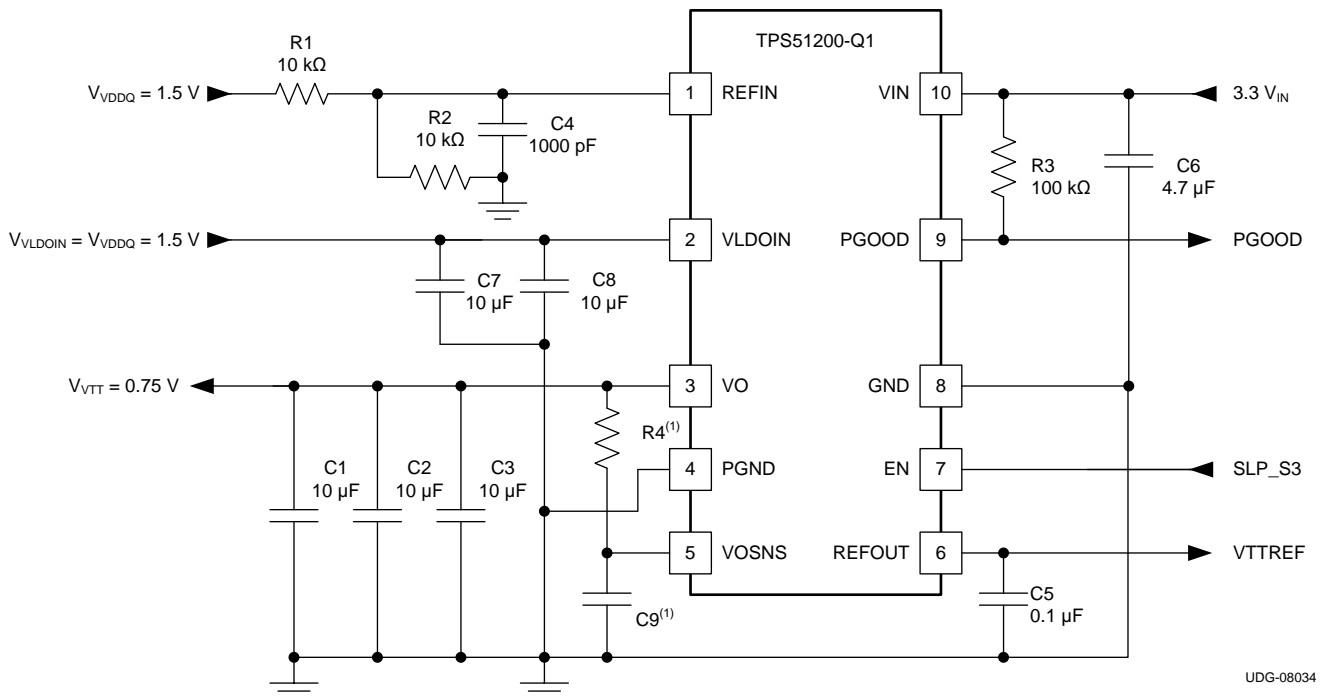 TPS51200-Q1
R1
10 kΩ
V_VDDQ = 1.5 V
1
REFIN
VIN
10
3.3 V_IN
R2
10 kΩ
C4
1000 pF
R3
100 kΩ
C6
4.7 µF
V_VLDOIN = V_VDDQ = 1.5 V
2
VLDOIN
PGOOD
9
PGOOD
C7
10 µF
C8
10 µF
V_VTT = 0.75 V
3
VO
GND
8
R4(1)
C1
10 µF
C2
10 µF
C3
10 µF
4
PGND
EN
7
SLP_S3
5
VOSNS
REFOUT
6
VTTREF
C9(1)
C5
0.1 µF
UDG-08034